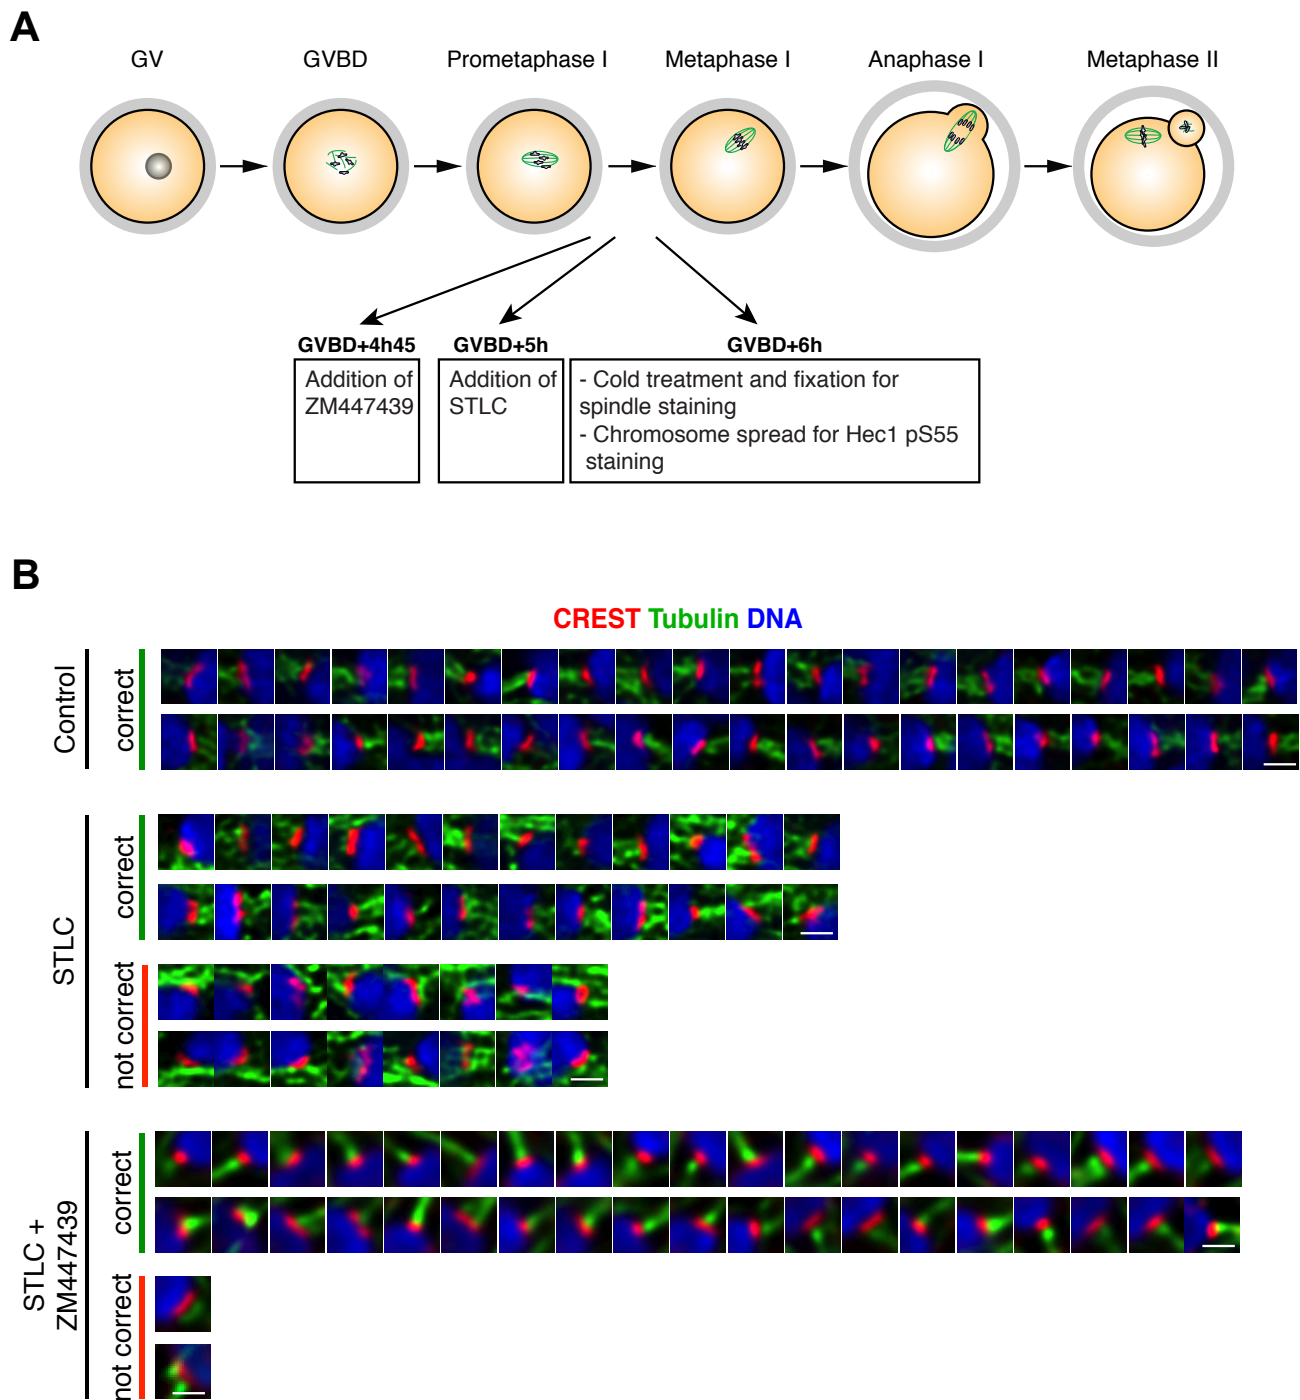 A
GV GVBD Prometaphase I Metaphase I Anaphase I Metaphase II
GVBD+4h45 GVBD+5h GVBD+6h
Addition of
ZM447439
Addition of
STLC
- Cold treatment and fixation for
spindle staining
- Chromosome spread for Hec1 pS55
staining
B
CREST Tubulin DNA
Control
correct
STLC
correct
not correct
STLC +
ZM447439
correct
not correct